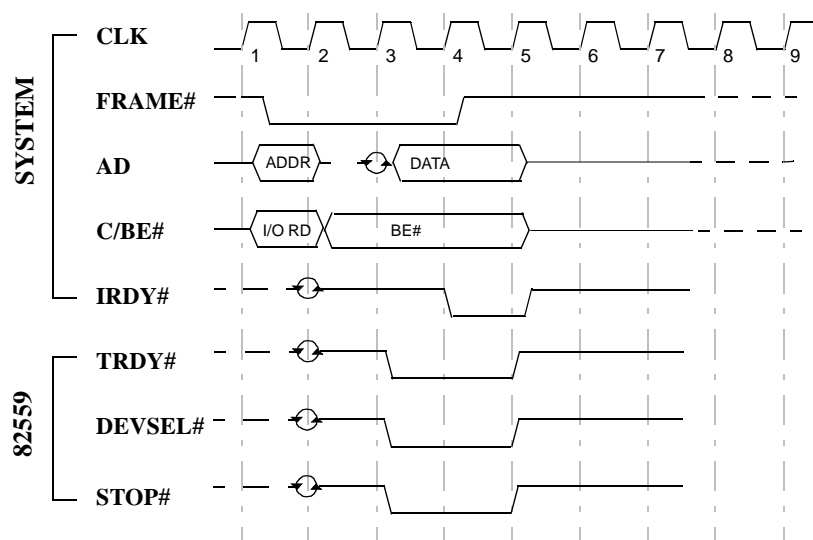 SYSTEM
CLK
1 2 3 4 5 6 7 8 9
FRAME#
AD
ADDR DATA
C/BE#
I/O RD BE#
IRDY#
82559
TRDY#
DEVSEL#
STOP#